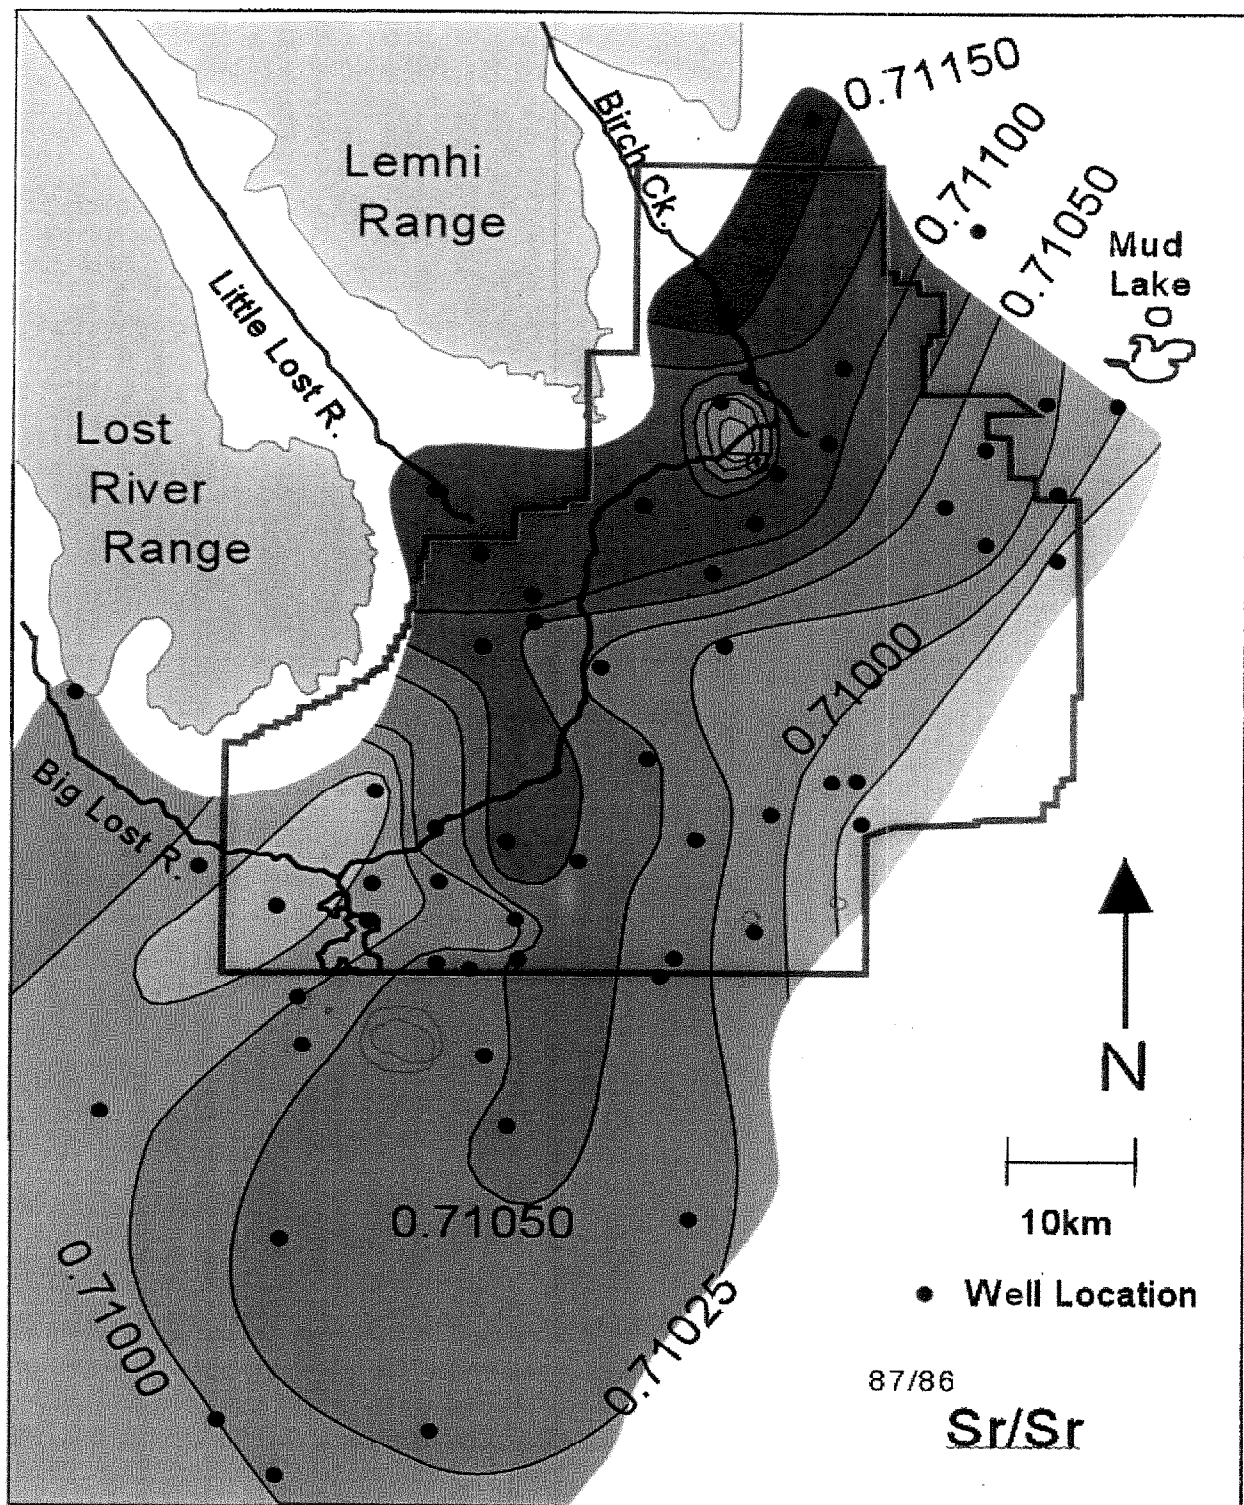 0.71150
Birch Ck.
0.71100
Lemhi
Range
0.71050
Mud
Lake
Little Lost R.
Lost
River
Range
0.71000
Big Lost R.
N
10km
0.71050
0.71000
0.71025
Well Location
87/86
Sr/Sr